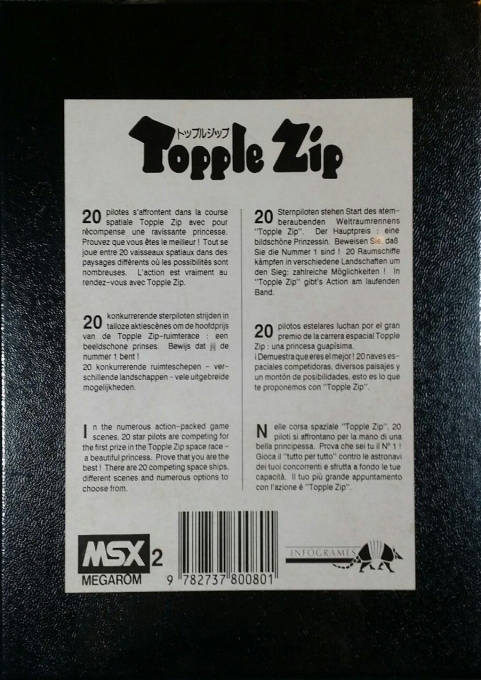 トップルジップ
Topple Zip
20 pilotes s'affrontent dans la course
spatiale Topple Zip avec pour
récompense une ravissante princesse.
Prouvez que vous êtes le meilleur ! Tout se
joue entre 20 vaisseaux spatiaux dans des
paysages différents où les possibilités sont
nombreuses. L'action est vraiment au
rendez-vous avec Topple Zip.
20 konkurrerende sterpiloten strijden in
talloze aktiescènes om de hoofdprijs
van de Topple Zip-ruimterace : een
beeldschone prinses. Bewijs dat jij de
nummer 1 bent !
20 konkurrerende ruimteschepen - ver-
schillende landschappen - vele uitgebreide
mogelijkheden.
In the numerous action-packed game
scenes, 20 star pilots are competing for
the first prize in the Topple Zip space race -
a beautiful princess. Prove that you are the
best ! There are 20 competing space ships,
different scenes and numerous options to
choose from.
20 Sternpiloten stehen Start des atem-
beraubenden Weltraumrennens
"Topple Zip". Der Hauptpreis : eine
bildschöne Prinzessin. Beweisen Sie, daß
Sie die Nummer 1 sind ! 20 Raumschiffe
kämpfen in verschiedene Landschaften um
den Sieg; zahlreiche Möglichkeiten ! In
"Topple Zip" gibt's Action am laufenden
Band.
20 pilotos estelares luchan por el gran
premio de la carrera espacial Topple
Zip : una princesa guapísima.
¡ Demuestra que eres el mejor ! 20 naves es-
paciales competidoras, diversos paisajes y
un montón de posibilidades, esto es lo que
te proponemos con "Topple Zip".
Nelle corsa spaziale "Topple Zip", 20
piloti si affrontano per la mano di una
bella principessa. Prova che sei tu il N° 1 !
Gioca il "tutto per tutto" contro le astronavi
dei tuoi concorrenti e sfrutta a fondo le tue
capacità. Il tuo più grande appuntamento
con l'azione é "Topple Zip".
MSX 2
MEGAROM
9 782737 800801
INFOGRAMES